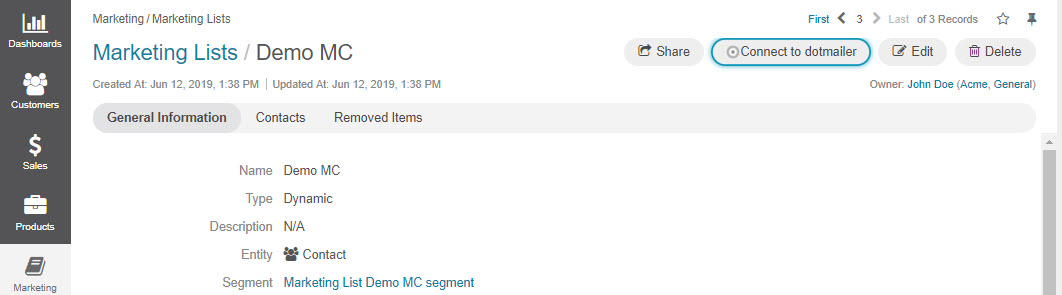 Dashboards
Customers
Sales
Products
Marketing
Marketing / Marketing Lists
First 3 Last of 3 Records
Marketing Lists / Demo MC
Share Connect to dotmailer Edit Delete
Created At: Jun 12, 2019, 1:38 PM Updated At: Jun 12, 2019, 1:38 PM
Owner: John Doe (Acme, General)
General Information Contacts Removed Items
Name Demo MC
Type Dynamic
Description N/A
Entity Contact
Segment Marketing List Demo MC segment